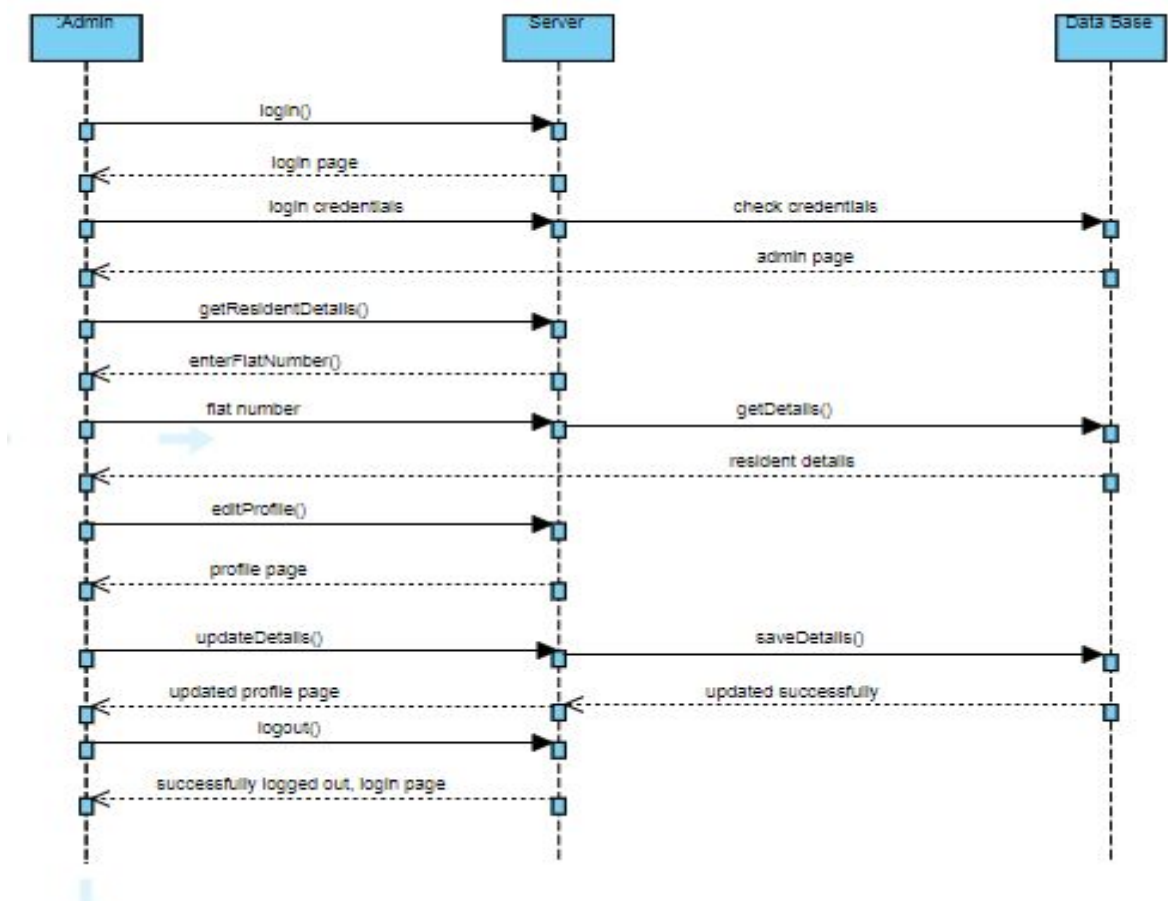 :Admin
Server
Data Base
login()
login page
login credentials
check credentials
admin page
getResidentDetails()
enterFlatNumber()
flat number
getDetails()
resident details
editProfile()
profile page
updateDetails()
saveDetails()
updated profile page
updated successfully
logout()
successfully logged out, login page